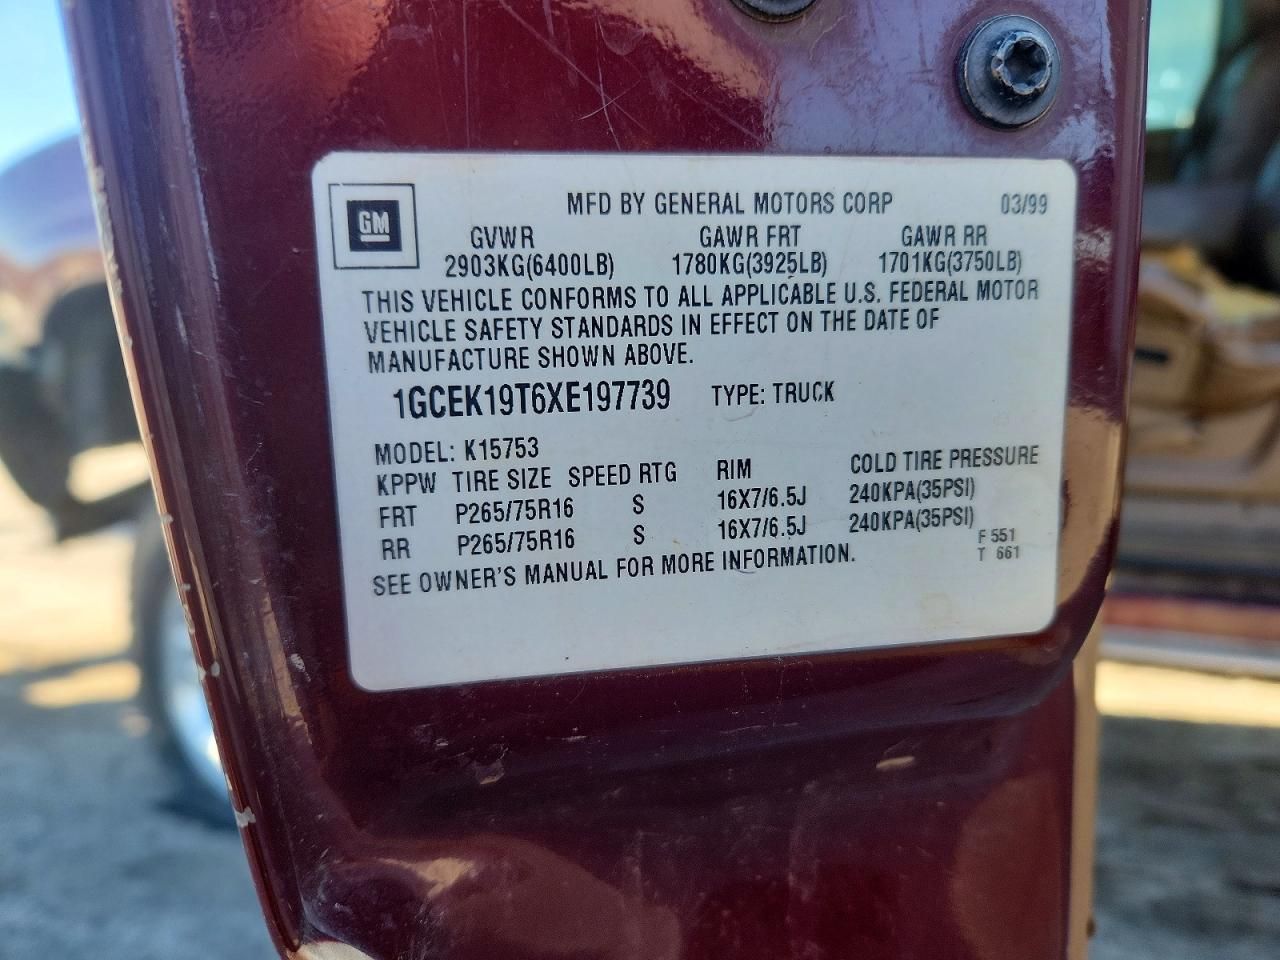 GM
MFD BY GENERAL MOTORS CORP 03/99
GVWR GAWR FRT GAWR RR
2903KG(6400LB) 1780KG(3925LB) 1701KG(3750LB)
THIS VEHICLE CONFORMS TO ALL APPLICABLE U.S. FEDERAL MOTOR
VEHICLE SAFETY STANDARDS IN EFFECT ON THE DATE OF
MANUFACTURE SHOWN ABOVE.
1GCEK19T6XE197739 TYPE: TRUCK
MODEL: K15753
KPPW TIRE SIZE SPEED RTG RIM COLD TIRE PRESSURE
FRT P265/75R16 S 16X7/6.5J 240KPA(35PSI)
RR P265/75R16 S 16X7/6.5J 240KPA(35PSI)
SEE OWNER'S MANUAL FOR MORE INFORMATION.
F 551
T 661